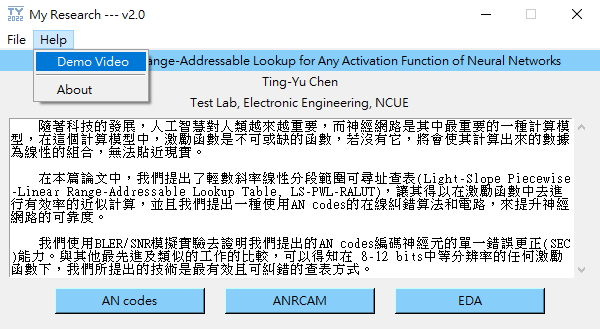 TY
2022
My Research --- v2.0
File Help
Demo Video
About
ange-Addressable Lookup for Any Activation Function of Neural Networks
Ting-Yu Chen
Test Lab, Electronic Engineering, NCUE
隨著科技的發展，人工智慧對人類越來越重要，而神經網路是其中最重要的一種計算模
型，在這個計算模型中，激勵函數是不可或缺的函數，若沒有它，將會使其計算出來的數據
為線性的組合，無法貼近現實。
在本篇論文中，我們提出了輕數斜率線性分段範圍可尋址查表(Light-Slope Piecewise
-Linear Range-Addressable Lookup Table, LS-PWL-RALUT)，讓其得以在激勵函數中去進
行有效率的近似計算，並且我們提出一種使用AN codes的在線糾錯算法和電路，來提升神經
網路的可靠度。
我們使用BLER/SNR模擬實驗去證明我們提出的AN codes編碼神經元的單一錯誤更正(SEC
)能力。與其他最先進及類似的工作的比較，可以得知在 8-12 bits中等分辨率的任何激勵
函數下，我們所提出的技術是最有效且可糾錯的查表方式。
AN codes ANRCAM EDA